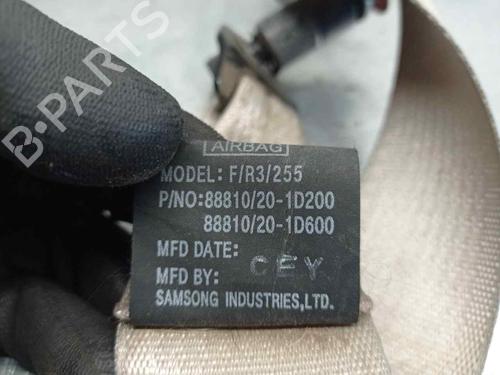 B-PARTS
AIRBAG
MODEL: F/R3/255
P/NO:88810/20-1D200
88810/20-1D600
MFD DATE:
CEY
MFD BY:
SAMSONG INDUSTRIES,LTD.